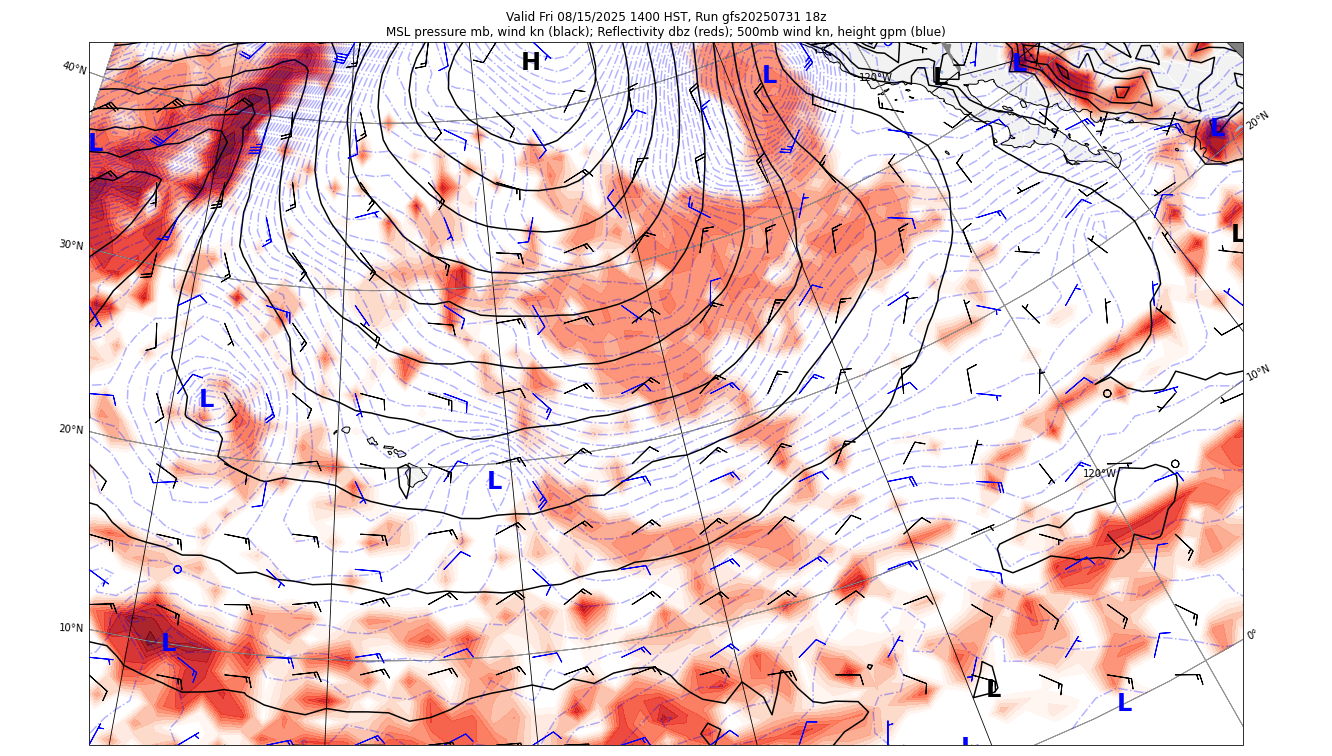 Valid Fri 08/15/2025 1400 HST, Run gfs20250731 18z
MSL pressure mb, wind kn (black); Reflectivity dbz (reds); 500mb wind kn, height gpm (blue)
H
L
L
L
40°N
120°W
L
20°N
L
L
30°N
L
10°N
L
20°N
120°W
L
10°N
0°
L
L
L
L